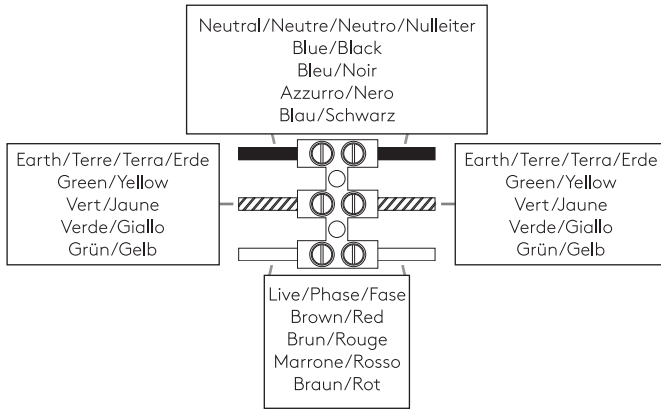 Neutral/Neutre/Neutro/Nulleiter
Blue/Black
Bleu/Noir
Azzurro/Nero
Blau/Schwarz
Earth/Terre/Terra/Erde
Green/Yellow
Vert/Jaune
Verde/Giallo
Grün/Gelb
Earth/Terre/Terra/Erde
Green/Yellow
Vert/Jaune
Verde/Giallo
Grün/Gelb
Live/Phase/Fase
Brown/Red
Brun/Rouge
Marrone/Rosso
Braun/Rot